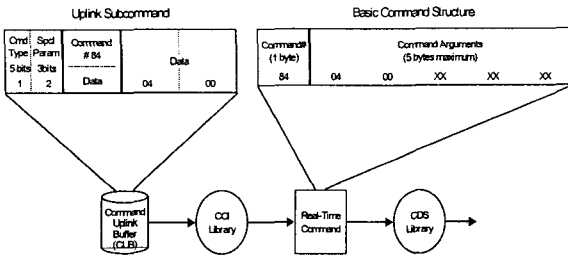 Uplink Subcommand
Basic Command Structure
Cmd Type 5 bits 1
Spcl Param 3bits 2
Command # 84
Data
Data
04 00
Command# (1 byte)
84
Command Arguments
(5 bytes maximum)
04 00 XX XX XX
Command
Uplink
Buffer
(CLB)
CCI
Library
Real-Time
Command
CDS
Library